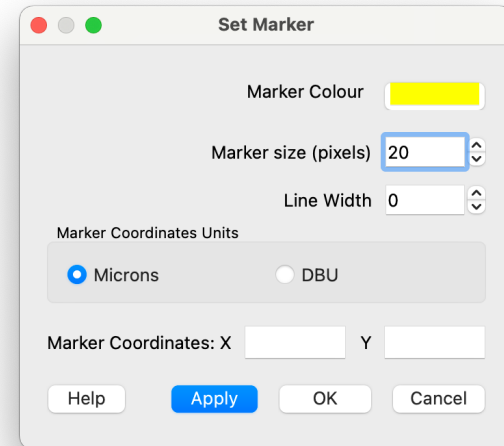 Set Marker
Marker Colour
Marker size (pixels) 20
Line Width 0
Marker Coordinates Units
Microns DBU
Marker Coordinates: X Y
Help Apply OK Cancel